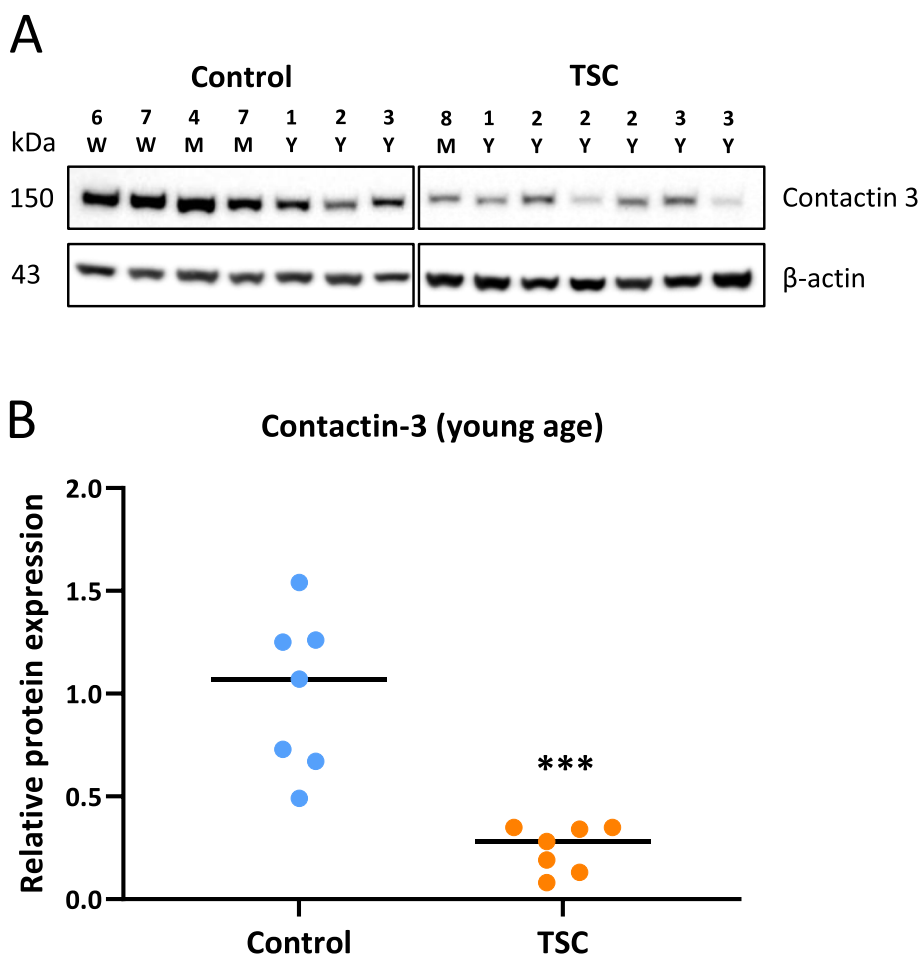 A
Control TSC
6 7 4 7 1 2 3 8 1 2 2 2 3 3
kDa W W M M Y Y Y M Y Y Y Y Y Y
150 Contactin 3
43 β-actin
B
Contactin-3 (young age)
Relative protein expression
2.0
1.5
1.0
0.5
0.0
***
Control TSC